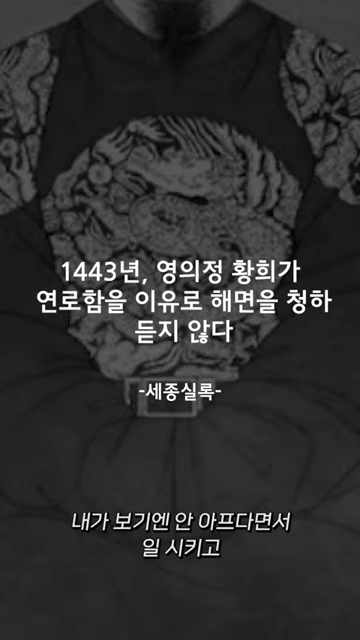 1443년, 영의정 황희가
연로함을 이유로 해면을 청하
듣지 않다
-세종실록-
내가 보기엔 안 아프다면서
일 시키고